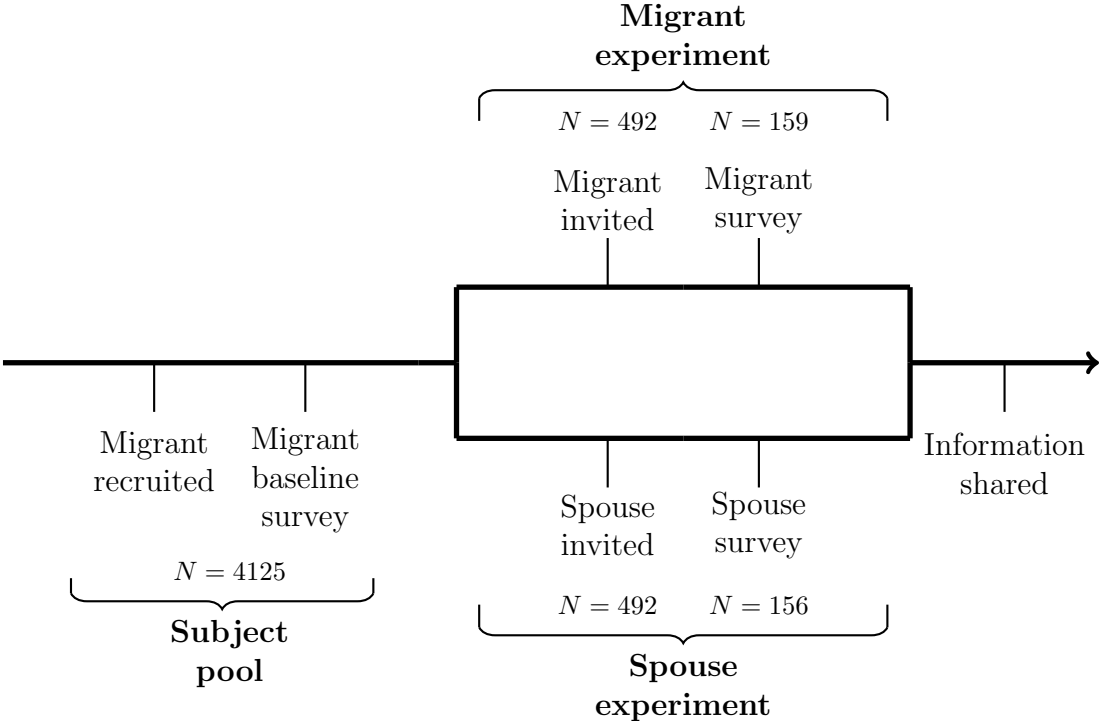 Migrant
experiment
N = 492
N = 159
Migrant
invited
Migrant
survey
Migrant
recruited
Migrant
baseline
survey
N = 4125
Subject
pool
Spouse
invited
Spouse
survey
N = 492
N = 156
Spouse
experiment
Information
shared